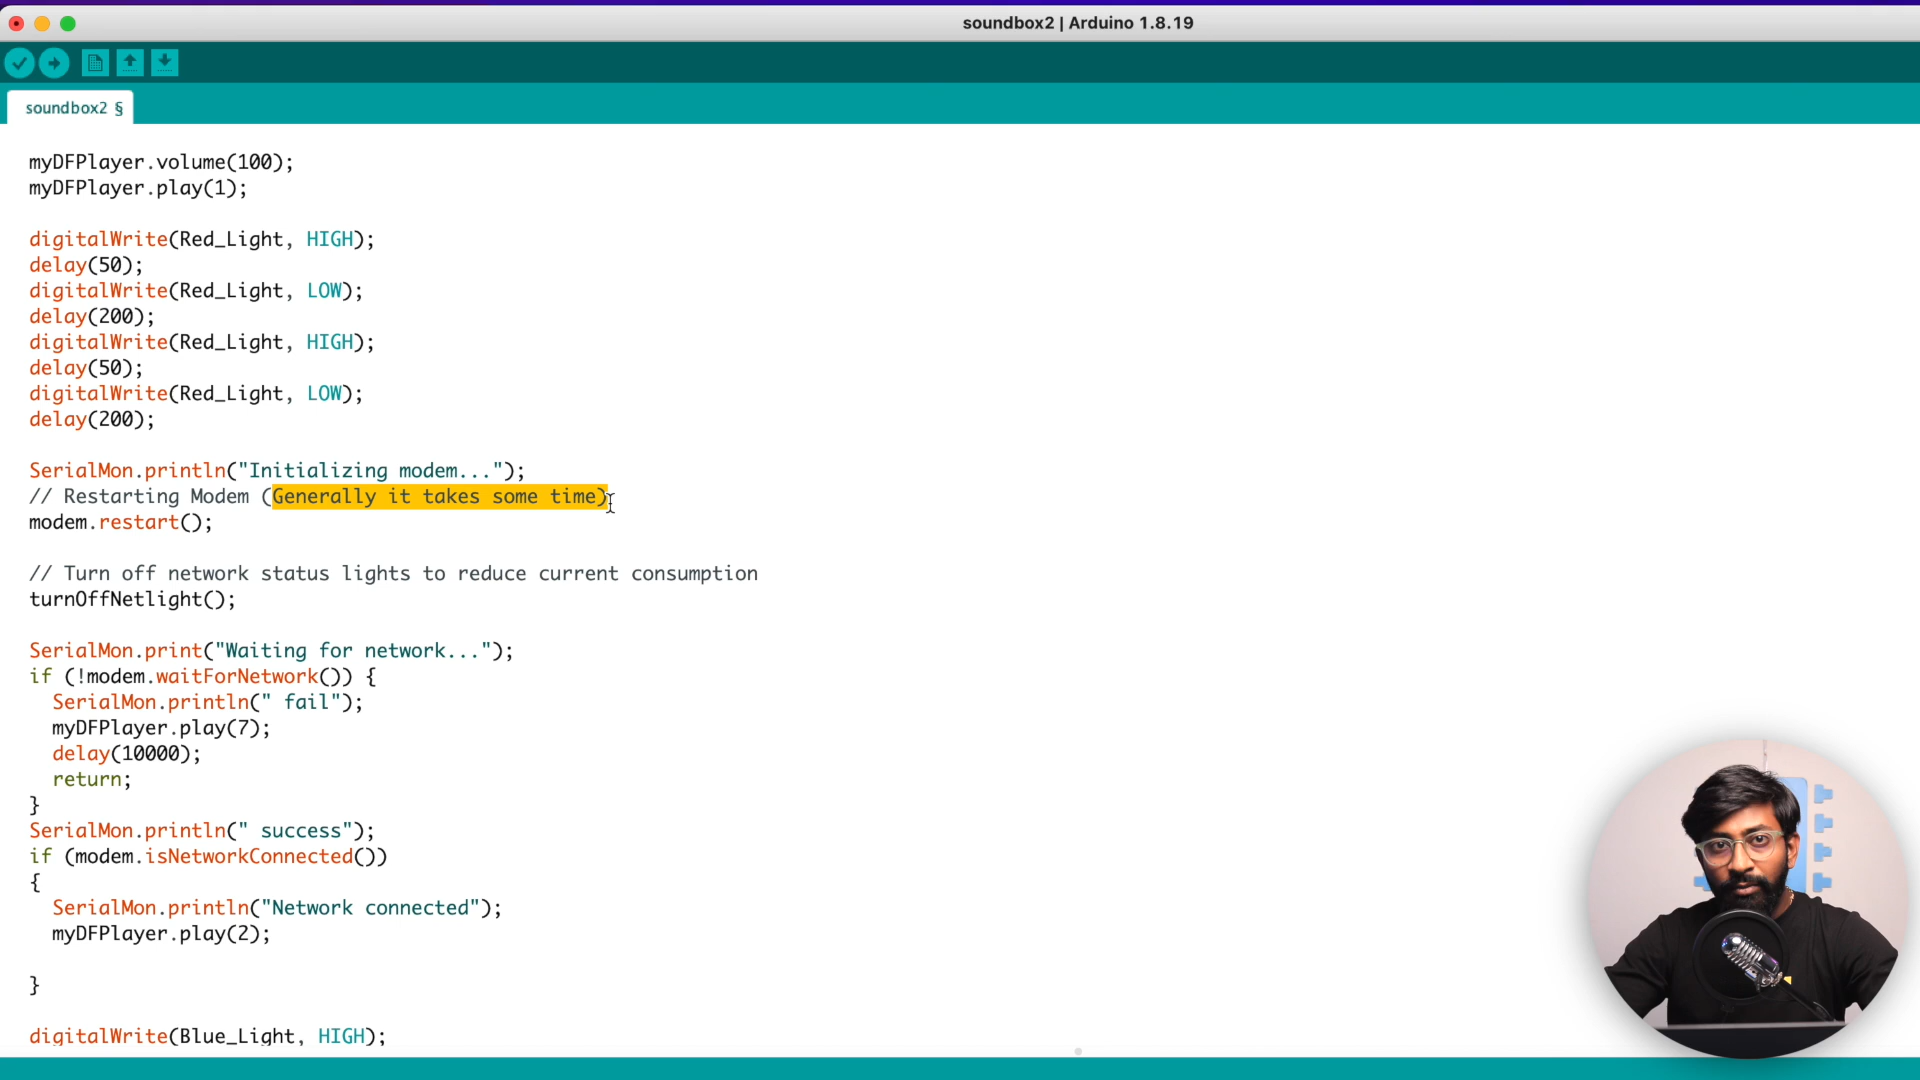 soundbox2 | Arduino 1.8.19
soundbox2 §
myDFPlayer.volume(100);
myDFPlayer.play(1);
digitalWrite(Red_Light, HIGH);
delay(50);
digitalWrite(Red_Light, LOW);
delay(200);
digitalWrite(Red_Light, HIGH);
delay(50);
digitalWrite(Red_Light, LOW);
delay(200);
SerialMon.println("Initializing modem...");
// Restarting Modem (Generally it takes some time)
modem.restart();
// Turn off network status lights to reduce current consumption
turnOffNetlight();
SerialMon.print("Waiting for network...");
if (!modem.waitForNetwork()) {
SerialMon.println(" fail");
myDFPlayer.play(7);
delay(10000);
return;
}
SerialMon.println(" success");
if (modem.isNetworkConnected())
{
SerialMon.println("Network connected");
myDFPlayer.play(2);
}
digitalWrite(Blue_Light, HIGH);